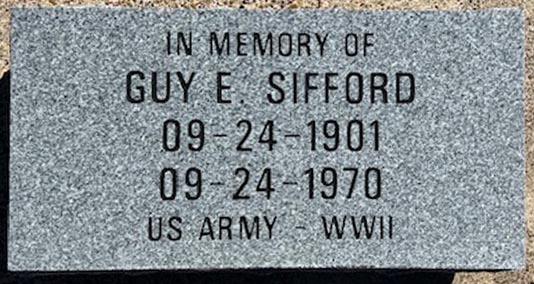 IN MEMORY OF
GUY E. SIFFORD
09-24-1901
09-24-1970
US ARMY - WWII